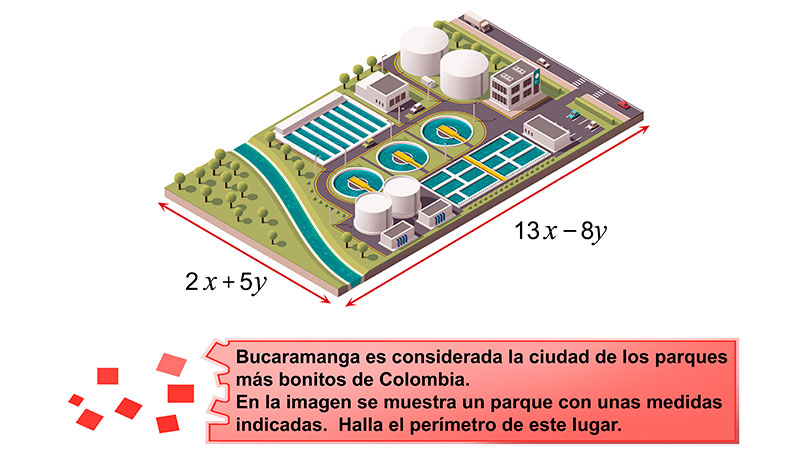 13x – 8y
2x + 5y
Bucaramanga es considerada la ciudad de los parques
más bonitos de Colombia.
En la imagen se muestra un parque con unas medidas
indicadas. Halla el perímetro de este lugar.